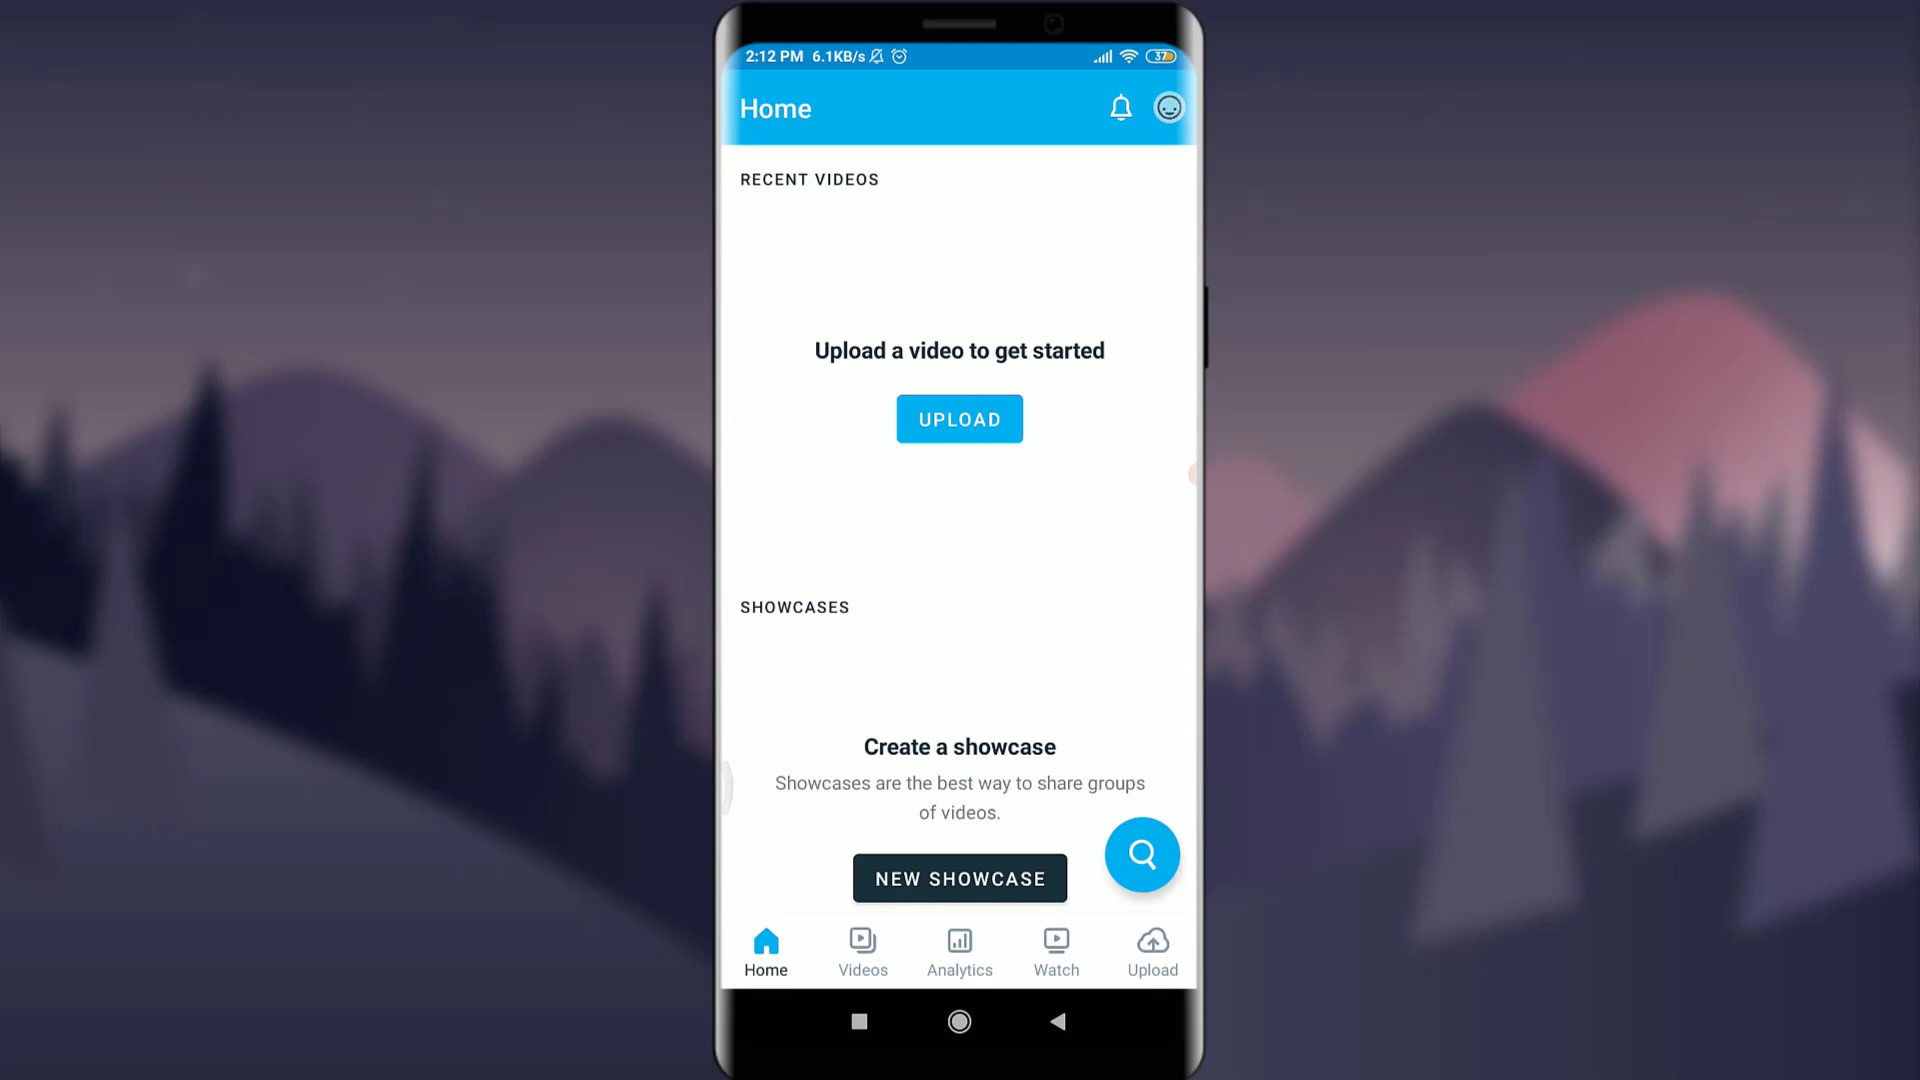 2:12 PM 6.1KB/s
37
Home
RECENT VIDEOS
Upload a video to get started
UPLOAD
SHOWCASES
Create a showcase
Showcases are the best way to share groups
of videos.
NEW SHOWCASE
Home
Videos
Analytics
Watch
Upload